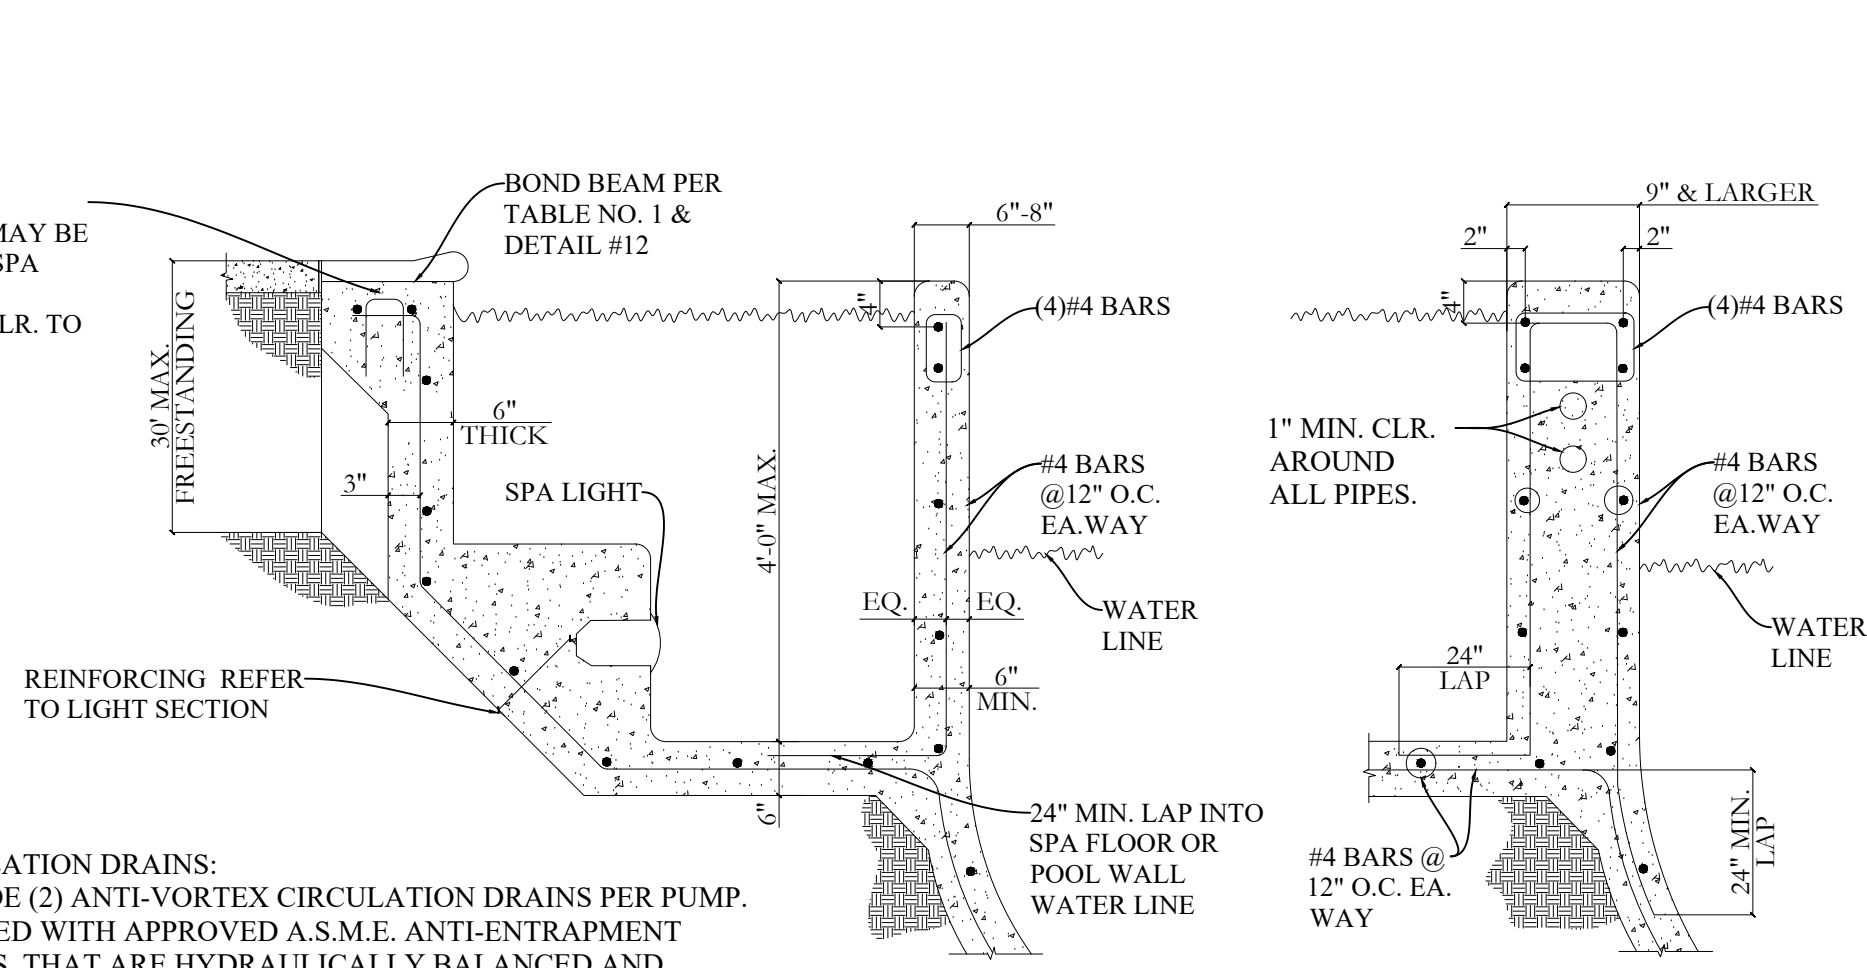 MAY BE
SPA
LR. TO
BOND BEAM PER
TABLE NO. 1 &
DETAIL #12
30' MAX.
FREESTANDING
6"
THICK
3"
SPA LIGHT
REINFORCING REFER
TO LIGHT SECTION
4'-0" MAX.
6"
4"
6"-8"
(4)#4 BARS
#4 BARS
@12" O.C.
EA.WAY
EQ.
EQ.
WATER
LINE
6"
MIN.
24" MIN. LAP INTO
SPA FLOOR OR
POOL WALL
WATER LINE
9" & LARGER
2"
2"
4"
(4)#4 BARS
1" MIN. CLR.
AROUND
ALL PIPES.
#4 BARS
@12" O.C.
EA.WAY
WATER
LINE
24"
LAP
#4 BARS @
12" O.C. EA.
WAY
24" MIN.
LAP
ATION DRAINS:
DE (2) ANTI-VORTEX CIRCULATION DRAINS PER PUMP.
ED WITH APPROVED A.S.M.E. ANTI-ENTRAPMENT
S, THAT ARE HYDRAULICALLY BALANCED AND